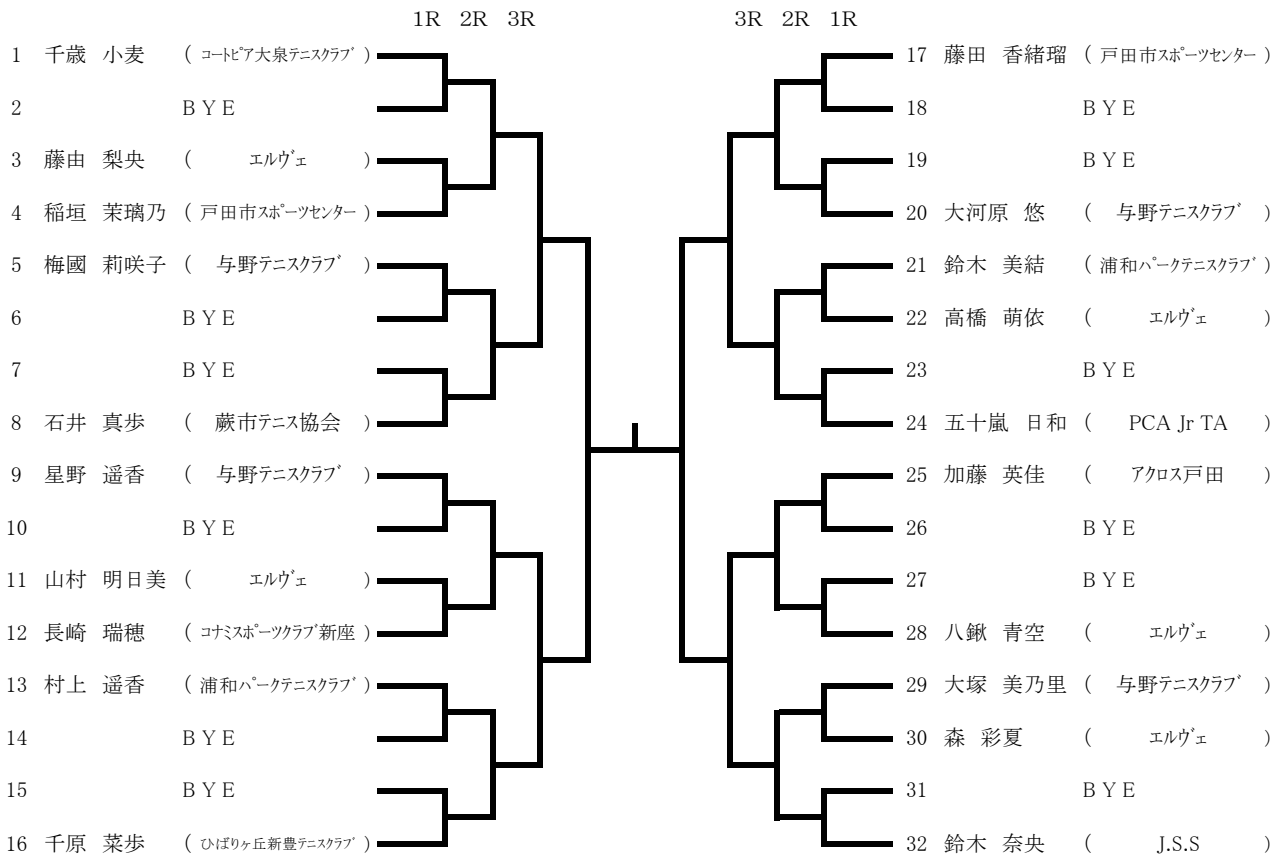 1R 2R 3R
1 千歳 小麦 ( コートピア大泉テニスクラブ )
2 BYE
3 藤由 梨央 ( エルヴェ )
4 稲垣 茉璃乃 ( 戸田市スポーツセンター )
5 梅國 莉咲子 ( 与野テニスクラブ )
6 BYE
7 BYE
8 石井 真歩 ( 蕨市テニス協会 )
9 星野 遥香 ( 与野テニスクラブ )
10 BYE
11 山村 明日美 ( エルヴェ )
12 長崎 瑞穂 ( コナミスポーツクラブ新座 )
13 村上 遥香 ( 浦和パークテニスクラブ )
14 BYE
15 BYE
16 千原 菜歩 ( ひばりヶ丘新豊テニスクラブ )
3R 2R 1R
17 藤田 香緒瑠 ( 戸田市スポーツセンター )
18 BYE
19 BYE
20 大河原 悠 ( 与野テニスクラブ )
21 鈴木 美結 ( 浦和パークテニスクラブ )
22 高橋 萌依 ( エルヴェ )
23 BYE
24 五十嵐 日和 ( PCA Jr TA )
25 加藤 英佳 ( アクロス戸田 )
26 BYE
27 BYE
28 八鍬 青空 ( エルヴェ )
29 大塚 美乃里 ( 与野テニスクラブ )
30 森 彩夏 ( エルヴェ )
31 BYE
32 鈴木 奈央 ( J.S.S )